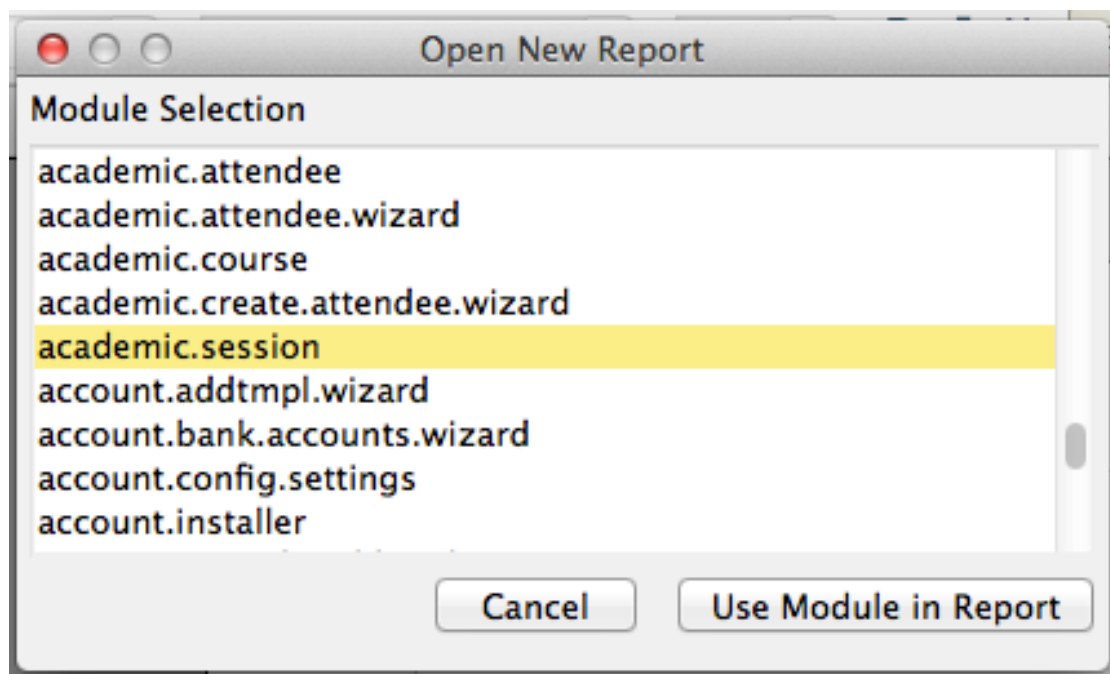 Open New Report
Module Selection
academic.attendee
academic.attendee.wizard
academic.course
academic.create.attendee.wizard
academic.session
account.addtmpl.wizard
account.bank.accounts.wizard
account.config.settings
account.installer
Cancel
Use Module in Report